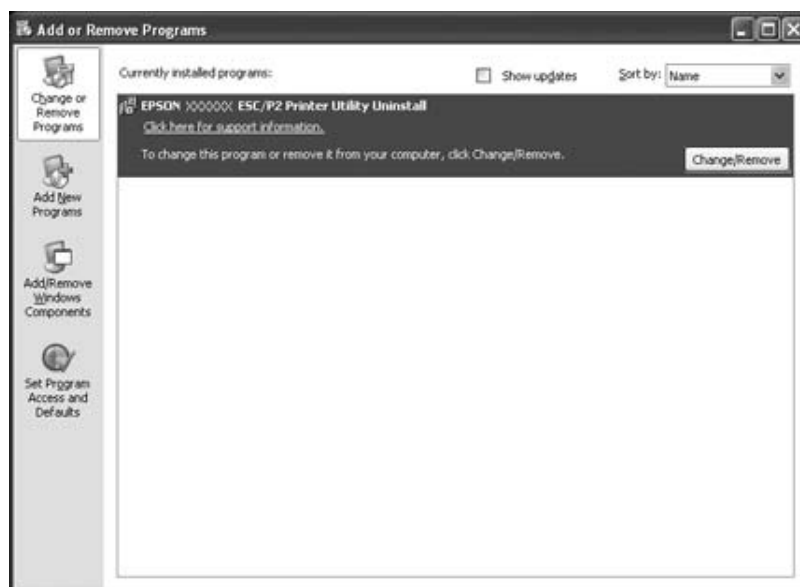 Add or Remove Programs
Change or
Remove
Programs
Add New
Programs
Add/Remove
Windows
Components
Set Program
Access and
Defaults
Currently installed programs:
Show updates
Sort by: Name
EPSON XXXXXX ESC/P2 Printer Utility Uninstall
Click here for support information.
To change this program or remove it from your computer, click Change/Remove.
Change/Remove